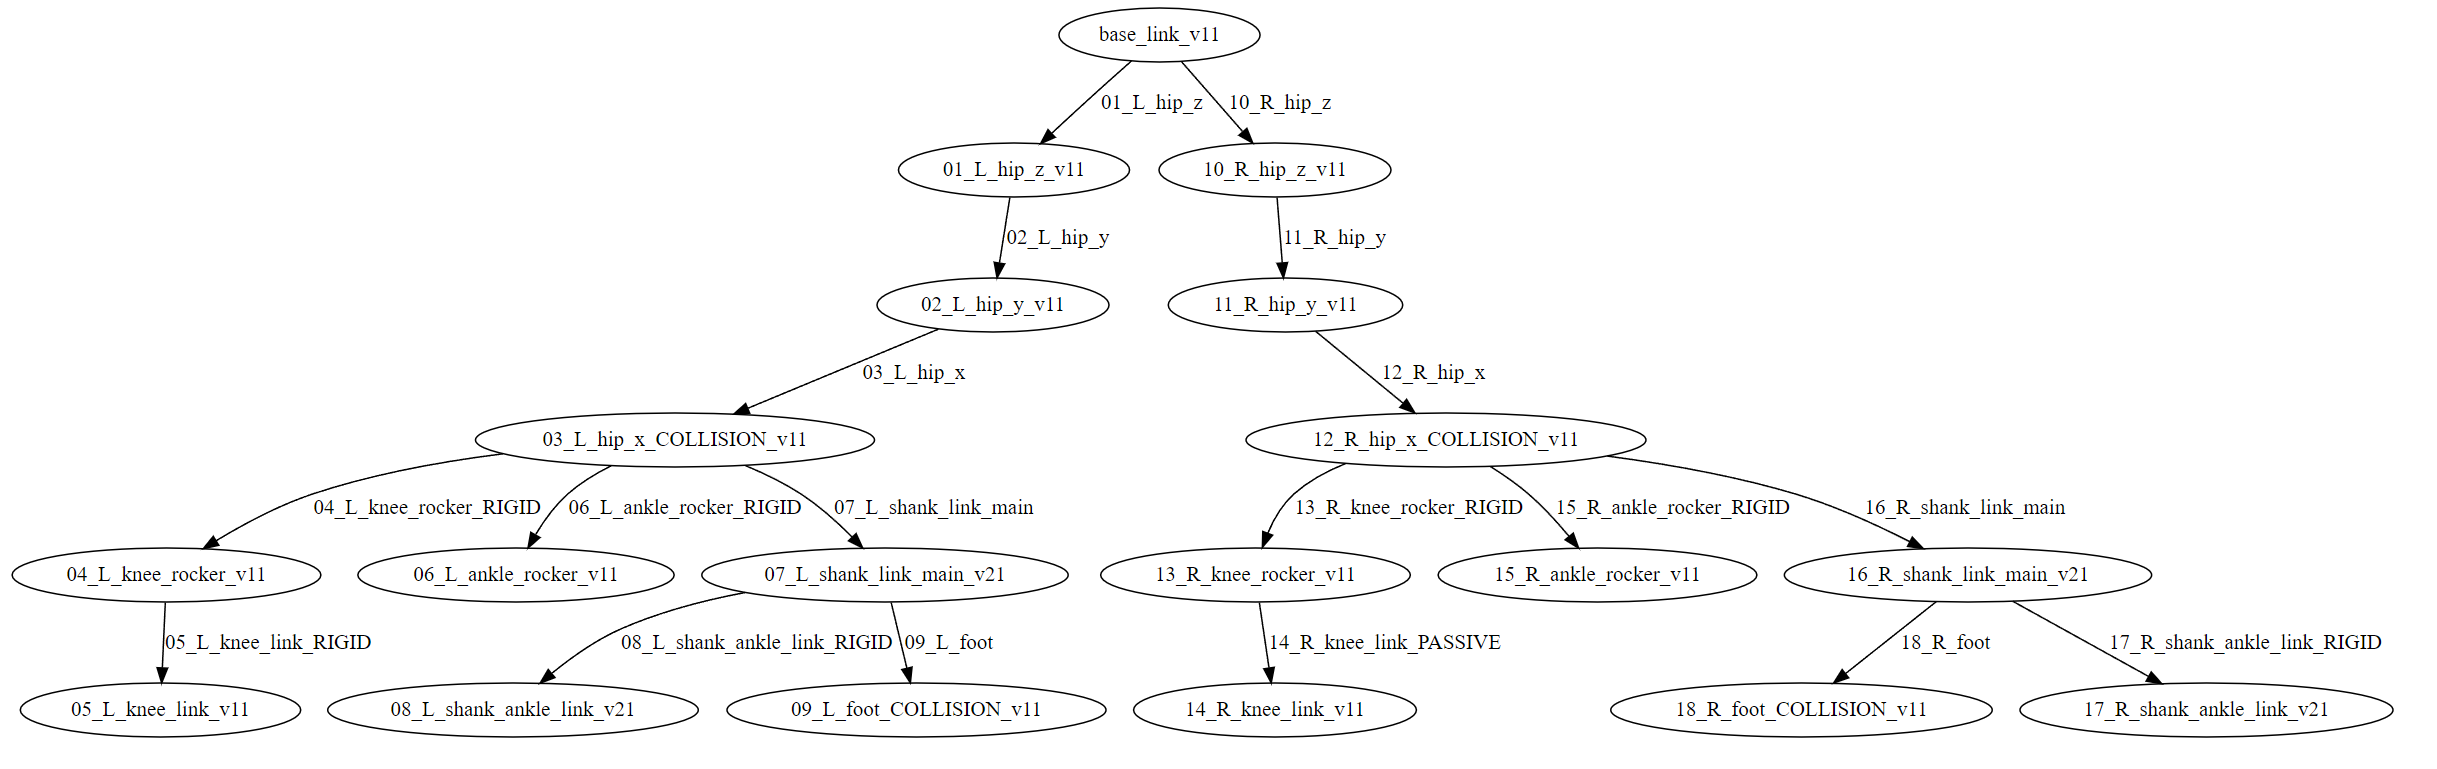 base_link_v11
01_L_hip_z
10_R_hip_z
01_L_hip_z_v11
10_R_hip_z_v11
02_L_hip_y
11_R_hip_y
02_L_hip_y_v11
11_R_hip_y_v11
03_L_hip_x
12_R_hip_x
03_L_hip_x_COLLISION_v11
12_R_hip_x_COLLISION_v11
04_L_knee_rocker_RIGID
06_L_ankle_rocker_RIGID
07_L_shank_link_main
13_R_knee_rocker_RIGID
15_R_ankle_rocker_RIGID
16_R_shank_link_main
04_L_knee_rocker_v11
06_L_ankle_rocker_v11
07_L_shank_link_main_v21
13_R_knee_rocker_v11
15_R_ankle_rocker_v11
16_R_shank_link_main_v21
05_L_knee_link_RIGID
08_L_shank_ankle_link_RIGID
09_L_foot
14_R_knee_link_PASSIVE
18_R_foot
17_R_shank_ankle_link_RIGID
05_L_knee_link_v11
08_L_shank_ankle_link_v21
09_L_foot_COLLISION_v11
14_R_knee_link_v11
18_R_foot_COLLISION_v11
17_R_shank_ankle_link_v21